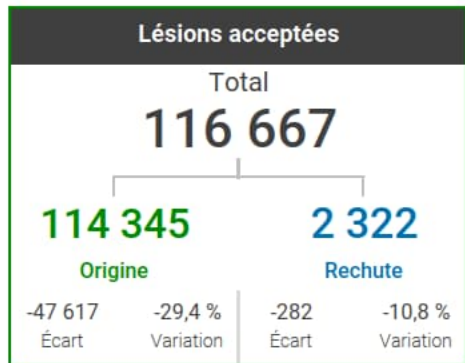 Lésions acceptées
Total
116 667
114 345 2 322
Origine Rechute
-47 617 -29,4 % -282 -10,8 %
Écart Variation Écart Variation